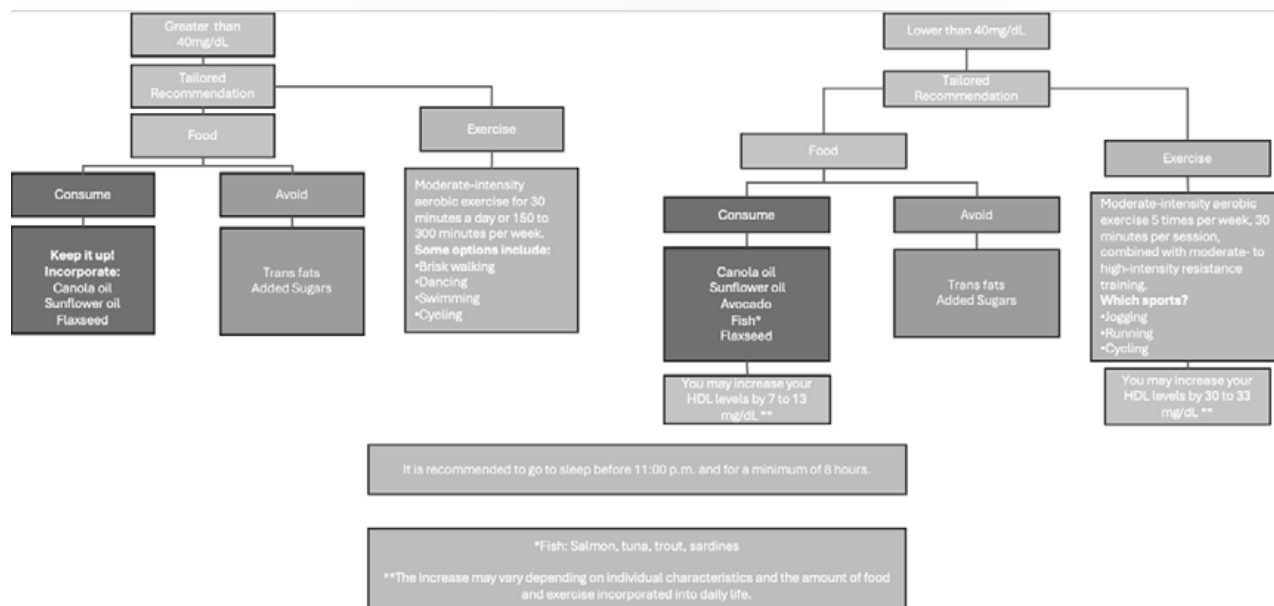 Greater than
40mg/dL
Tailored
Recommendation
Food
Exercise
Consume
Avoid
Keep it up!
Incorporate:
Canola oil
Sunflower oil
Flaxseed
Trans fats
Added Sugars
Moderate-intensity
aerobic exercise for 30
minutes a day or 150 to
300 minutes per week.
Some options include:
•Brisk walking
•Dancing
•Swimming
•Cycling
Lower than 40mg/dL
Tailored
Recommendation
Food
Exercise
Consume
Avoid
Canola oil
Sunflower oil
Avocado
Fish*
Flaxseed
You may increase your
HDL levels by 7 to 13
mg/dL **
Trans fats
Added Sugars
Moderate-intensity aerobic
exercise 5 times per week, 30
minutes per session,
combined with moderate- to
high-intensity resistance
training.
Which sports?
•Jogging
•Running
•Cycling
You may increase your
HDL levels by 30 to 33
mg/dL **
It is recommended to go to sleep before 11:00 p.m. and for a minimum of 8 hours.
*Fish: Salmon, tuna, trout, sardines
**The increase may vary depending on individual characteristics and the amount of food
and exercise incorporated into daily life.